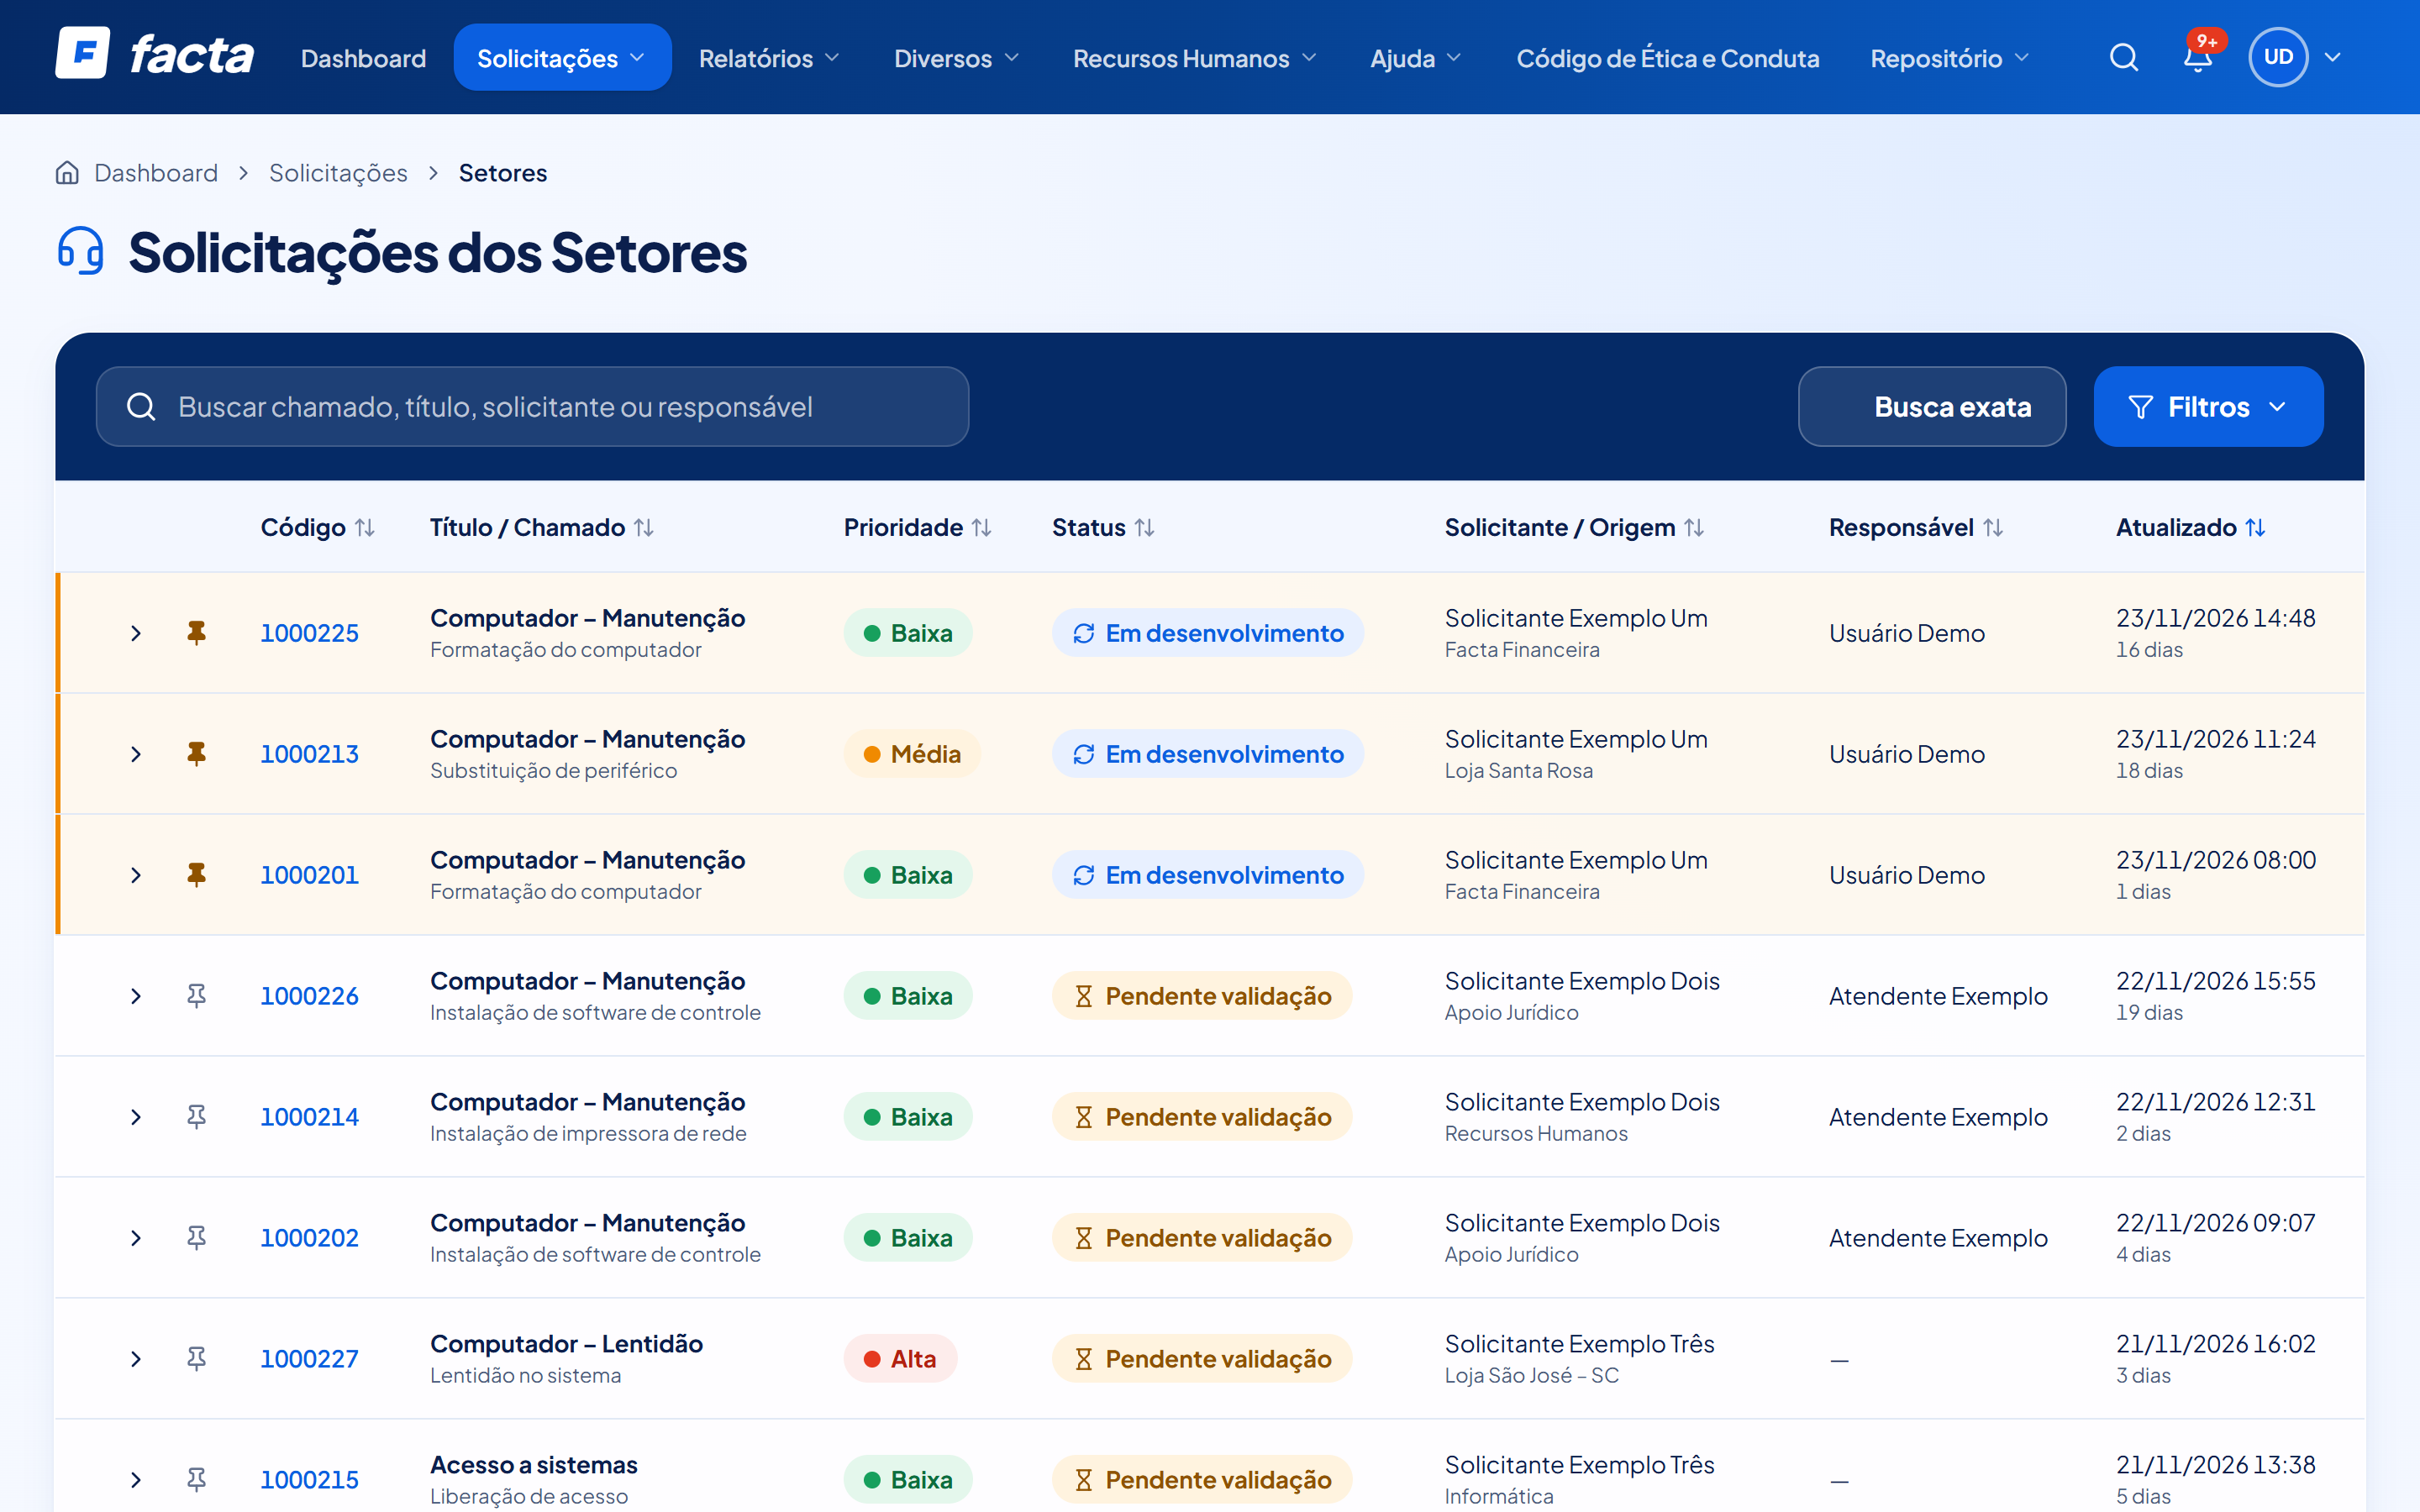 F facta Dashboard Solicitações Relatórios Diversos Recursos Humanos Ajuda Código de Ética e Conduta Repositório 9+ UD
Dashboard > Solicitações > Setores
Solicitações dos Setores
Buscar chamado, título, solicitante ou responsável Busca exata Filtros
Código Título / Chamado Prioridade Status Solicitante / Origem Responsável Atualizado
1000225 Computador – Manutenção Baixa Em desenvolvimento Solicitante Exemplo Um Usuário Demo 23/11/2026 14:48
Formatação do computador Facta Financeira 16 dias
1000213 Computador – Manutenção Média Em desenvolvimento Solicitante Exemplo Um Usuário Demo 23/11/2026 11:24
Substituição de periférico Loja Santa Rosa 18 dias
1000201 Computador – Manutenção Baixa Em desenvolvimento Solicitante Exemplo Um Usuário Demo 23/11/2026 08:00
Formatação do computador Facta Financeira 1 dias
1000226 Computador – Manutenção Baixa Pendente validação Solicitante Exemplo Dois Atendente Exemplo 22/11/2026 15:55
Instalação de software de controle Apoio Jurídico 19 dias
1000214 Computador – Manutenção Baixa Pendente validação Solicitante Exemplo Dois Atendente Exemplo 22/11/2026 12:31
Instalação de impressora de rede Recursos Humanos 2 dias
1000202 Computador – Manutenção Baixa Pendente validação Solicitante Exemplo Dois Atendente Exemplo 22/11/2026 09:07
Instalação de software de controle Apoio Jurídico 4 dias
1000227 Computador – Lentidão Alta Pendente validação Solicitante Exemplo Três — 21/11/2026 16:02
Lentidão no sistema Loja São José – SC 3 dias
1000215 Acesso a sistemas Baixa Pendente validação Solicitante Exemplo Três — 21/11/2026 13:38
Liberação de acesso Informática 5 dias